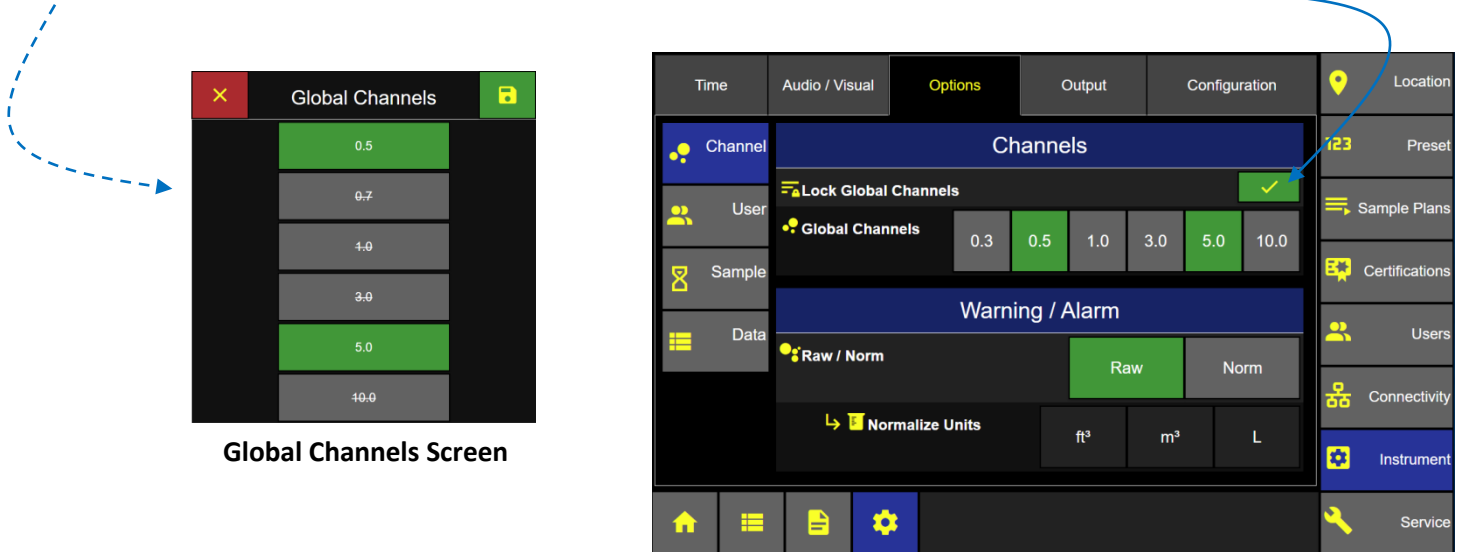 Global Channels
0.5
0.7
1.0
3.0
5.0
10.0
Global Channels Screen
Time
Audio / Visual
Options
Output
Configuration
Channel
User
Sample
Data
Channels
Lock Global Channels
Global Channels
0.3
0.5
1.0
3.0
5.0
10.0
Warning / Alarm
Raw / Norm
Raw
Norm
Normalize Units
ft³
m³
L
Location
123
Preset
Sample Plans
Certifications
Users
Connectivity
Instrument
Service